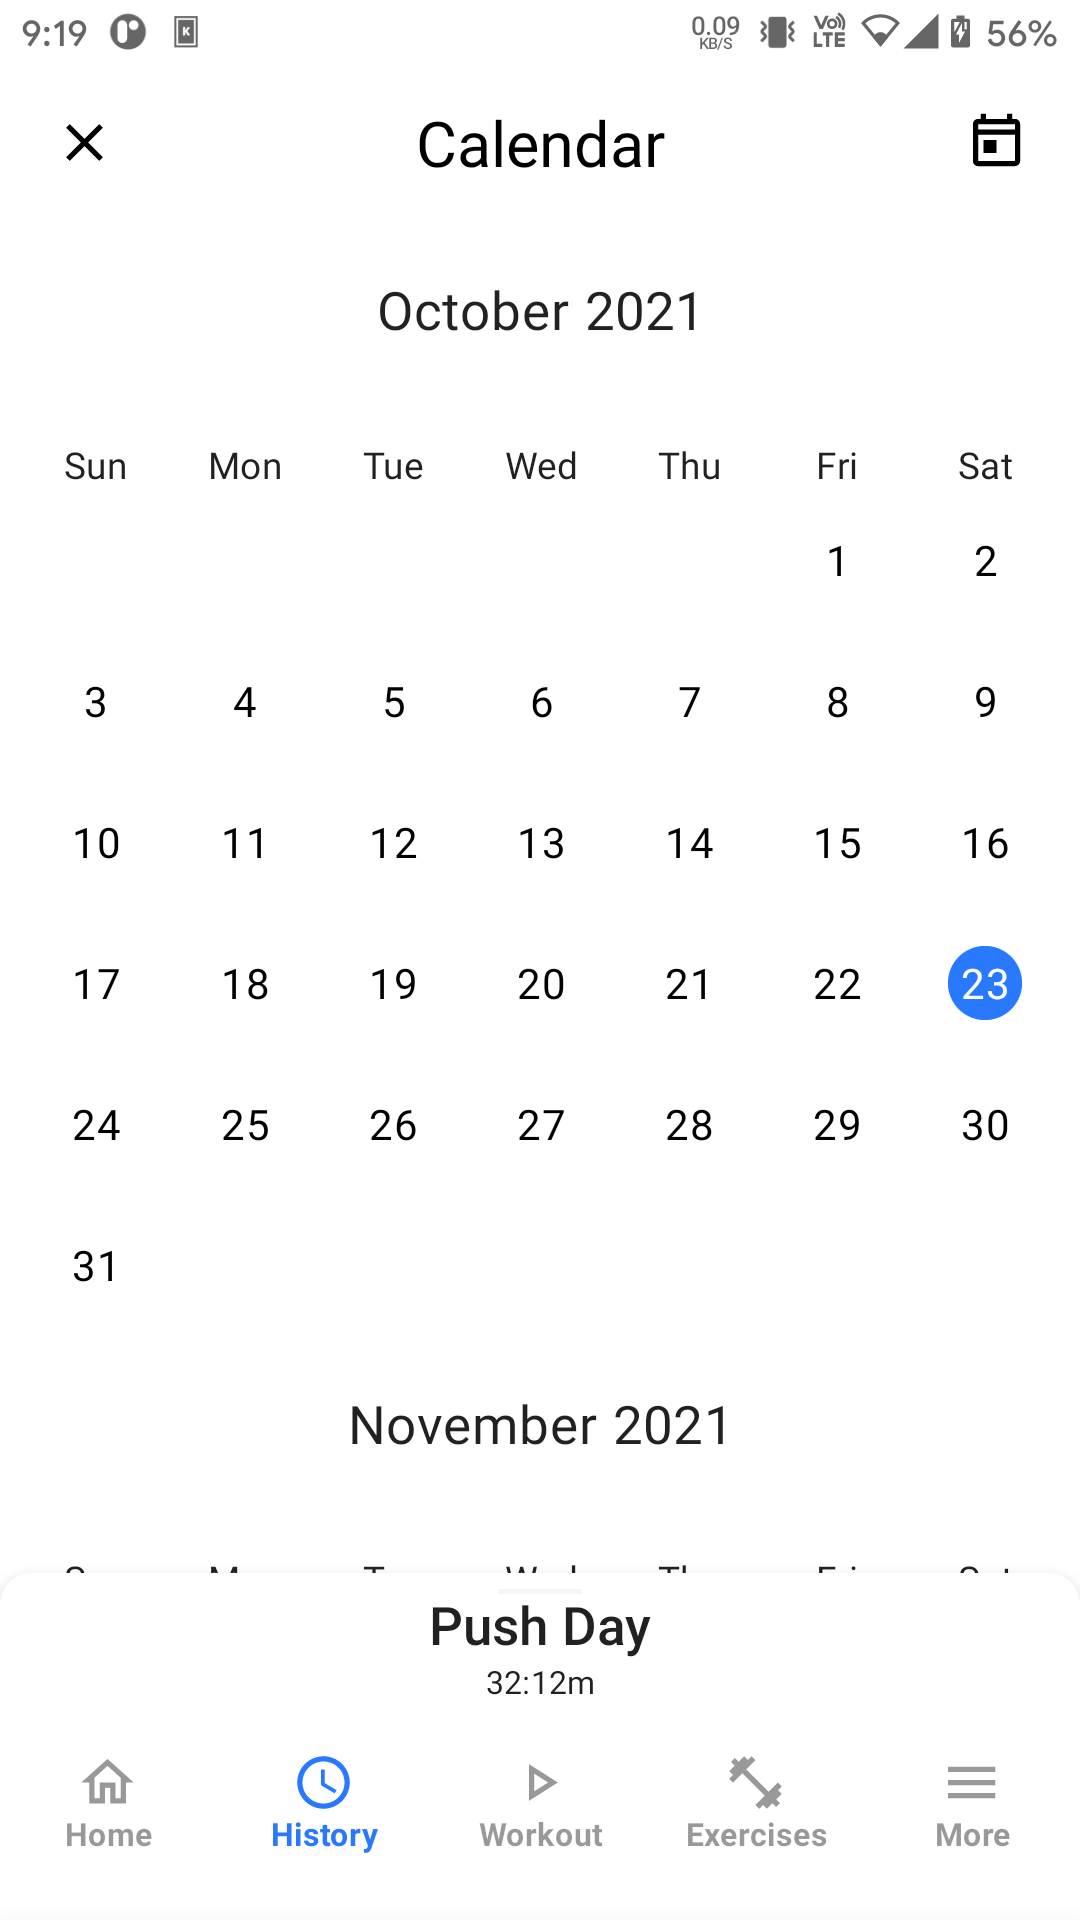 9:19 K 0.09 KB/S Vo) LTE 56%
Calendar
October 2021
Sun Mon Tue Wed Thu Fri Sat
1 2
3 4 5 6 7 8 9
10 11 12 13 14 15 16
17 18 19 20 21 22 23
24 25 26 27 28 29 30
31
November 2021
Push Day
32:12m
Home History Workout Exercises More